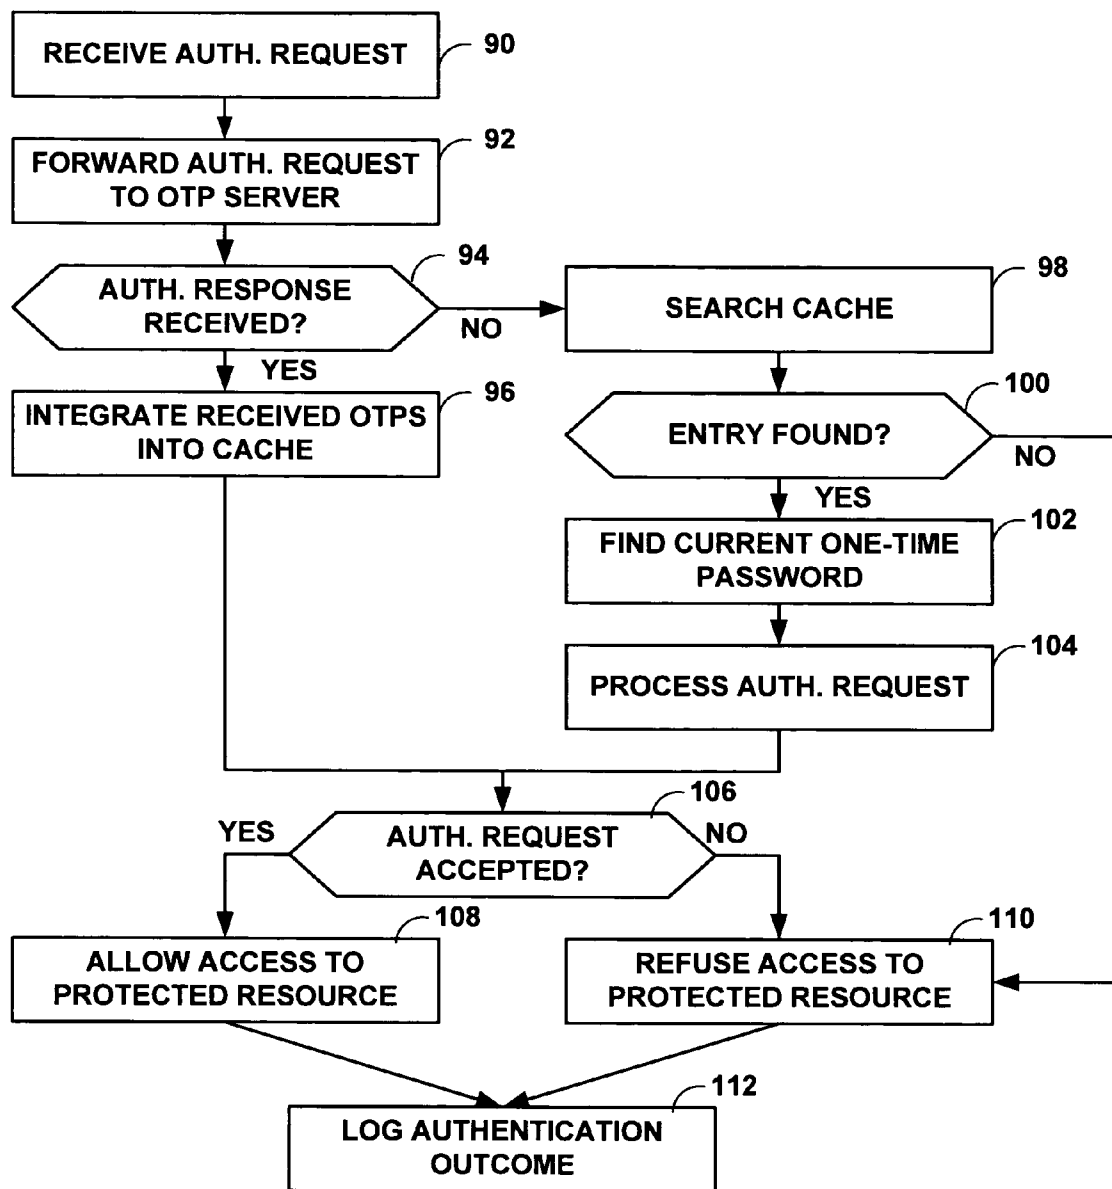 RECEIVE AUTH. REQUEST
90
FORWARD AUTH. REQUEST
TO OTP SERVER
92
AUTH. RESPONSE
RECEIVED?
94
NO
YES
INTEGRATE RECEIVED OTPS
INTO CACHE
96
SEARCH CACHE
98
ENTRY FOUND?
100
NO
YES
FIND CURRENT ONE-TIME
PASSWORD
102
PROCESS AUTH. REQUEST
104
AUTH. REQUEST
ACCEPTED?
106
YES
NO
ALLOW ACCESS TO
PROTECTED RESOURCE
108
REFUSE ACCESS TO
PROTECTED RESOURCE
110
LOG AUTHENTICATION
OUTCOME
112